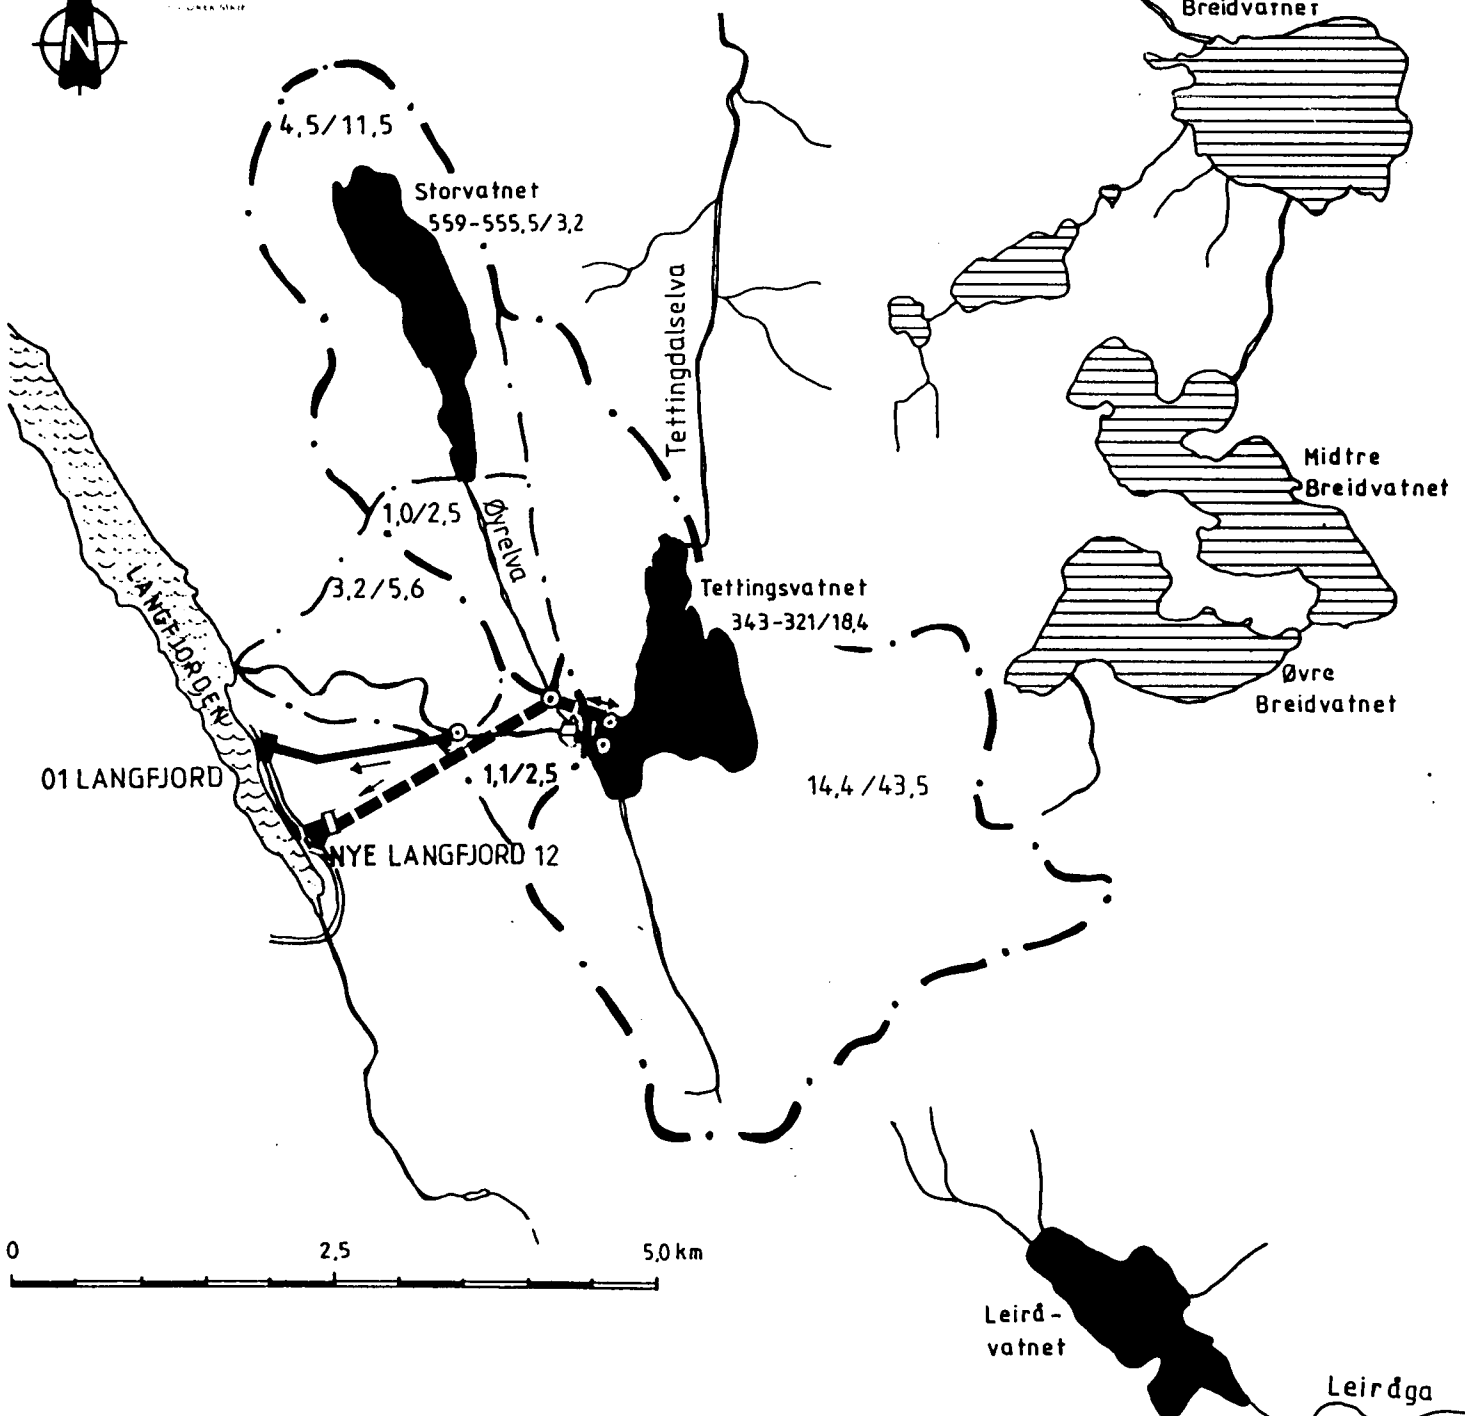 N
Breidvatnet
4,5/11,5
Storvatnet
559-555,5/3,2
Tettingdalselva
Midtre
Breidvatnet
1,0/2,5
Øyrelva
3,2/5,6
Tettingsvatnet
343-321/18,4
LANGFJORDEN
Øvre
Breidvatnet
01 LANGFJORD
1,1/2,5
14,4/43,5
NYE LANGFJORD 12
0 2,5 5,0 km
Leirå-
vatnet
Leiråga